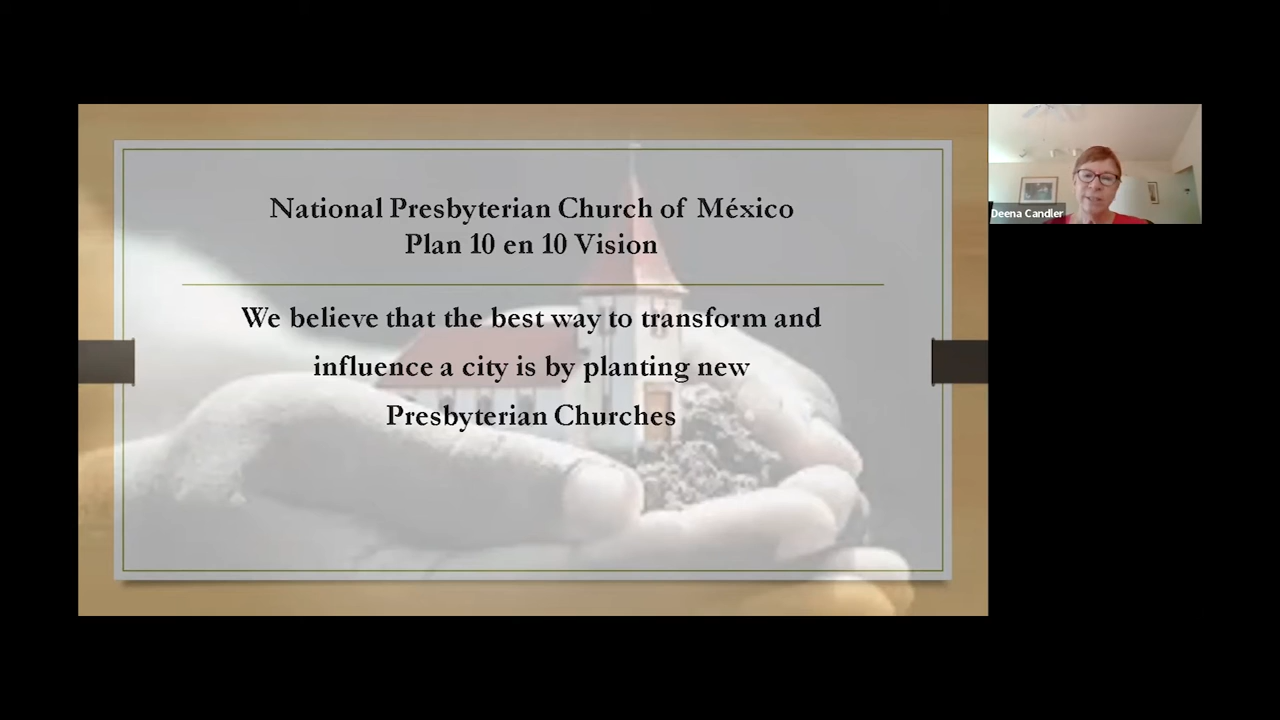 National Presbyterian Church of México
Plan 10 en 10 Vision
We believe that the best way to transform and
influence a city is by planting new
Presbyterian Churches
Deena Candler